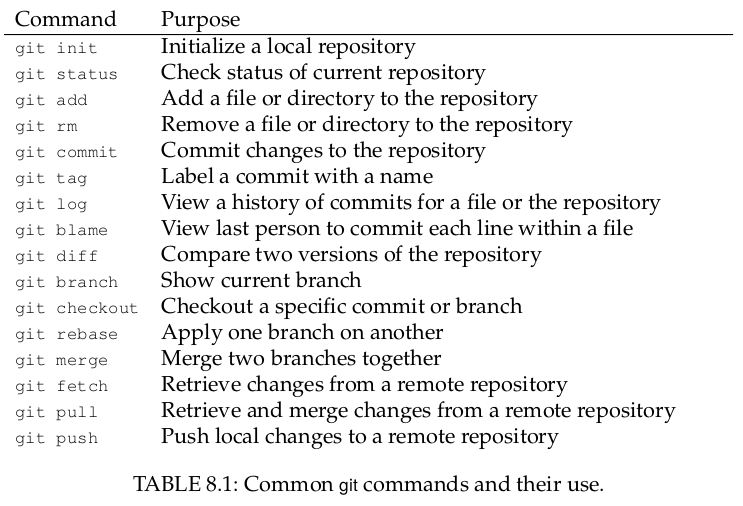 Command Purpose
git init Initialize a local repository
git status Check status of current repository
git add Add a file or directory to the repository
git rm Remove a file or directory to the repository
git commit Commit changes to the repository
git tag Label a commit with a name
git log View a history of commits for a file or the repository
git blame View last person to commit each line within a file
git diff Compare two versions of the repository
git branch Show current branch
git checkout Checkout a specific commit or branch
git rebase Apply one branch on another
git merge Merge two branches together
git fetch Retrieve changes from a remote repository
git pull Retrieve and merge changes from a remote repository
git push Push local changes to a remote repository
TABLE 8.1: Common git commands and their use.